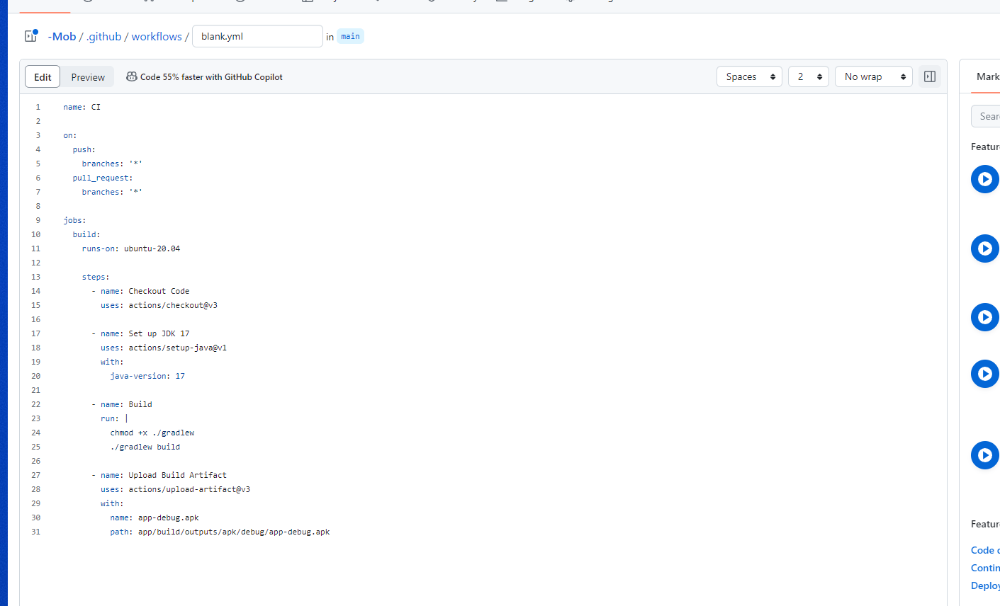 -Mob / .github / workflows / blank.yml in main
Edit Preview Code 55% faster with GitHub Copilot Spaces 2 No wrap
Mark
Sear
Featur
1 name: CI
2
3 on:
4 push:
5 branches: '*'
6 pull_request:
7 branches: '*'
8
9 jobs:
10 build:
11 runs-on: ubuntu-20.04
12
13 steps:
14 - name: Checkout Code
15 uses: actions/checkout@v3
16
17 - name: Set up JDK 17
18 uses: actions/setup-java@v1
19 with:
20 java-version: 17
21
22 - name: Build
23 run: |
24 chmod +x ./gradlew
25 ./gradlew build
26
27 - name: Upload Build Artifact
28 uses: actions/upload-artifact@v3
29 with:
30 name: app-debug.apk
31 path: app/build/outputs/apk/debug/app-debug.apk
Featur
Code
Contin
Deploy